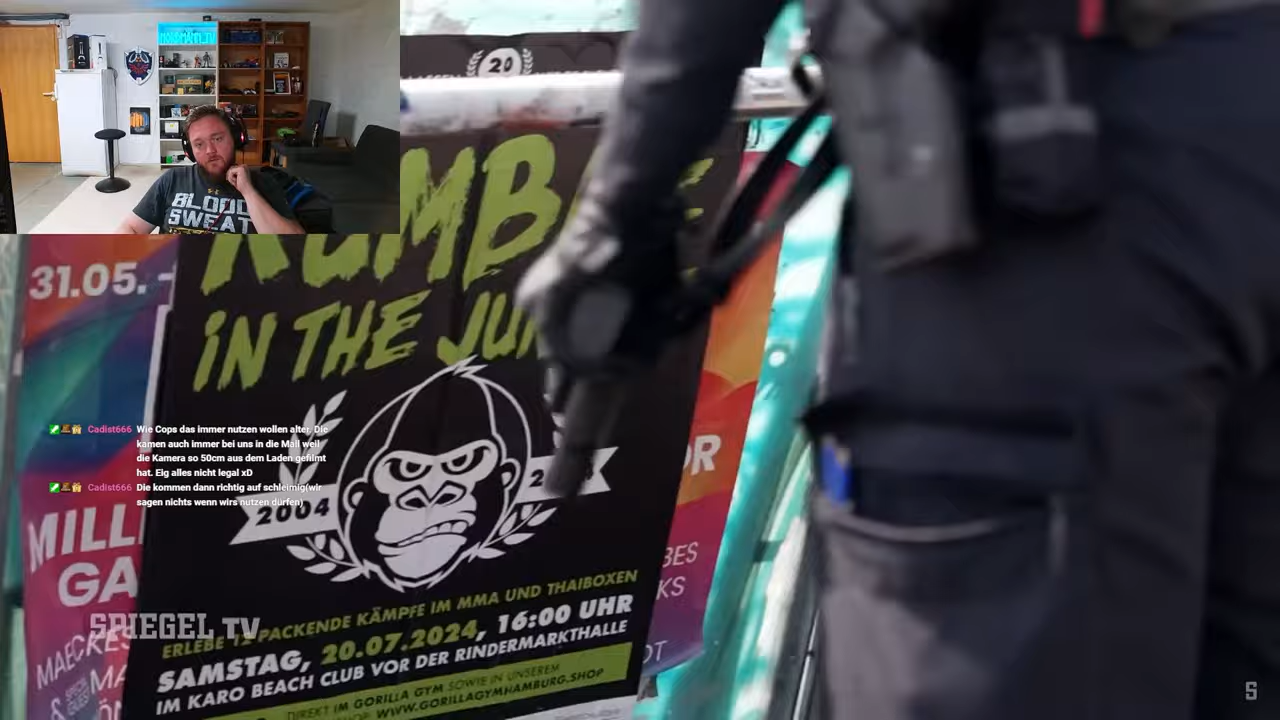 20
BLOOD
SWEAT
RUMB
IN THE JU
31.05. -
Cadist666 Wie Cops das immer nutzen wollen alter. Die
kamen auch immer bei uns in die Mall weil
die Kamera so 50cm aus dem Laden gefilmt
hat. Eig alles nicht legal xD
Cadist666 Die kommen dann richtig auf schleimig(wir
sagen nichts wenn wirs nutzen dürfen)
2004
2
OR
MILL
GA
BES
KS
SPIEGEL TV
ERLEBE 12 PACKENDE KÄMPFE IM MMA UND THAIBOXEN
SAMSTAG, 20.07.2024, 16:00 UHR
IM KARO BEACH CLUB VOR DER RINDERMARKTHALLE
DIREKT IM GORILLA GYM SOWIE IN UNSEREM
SHOP: WWW.GORILLAGYMHAMBURG.SHOP
MAECKES
MA
&
DT
S